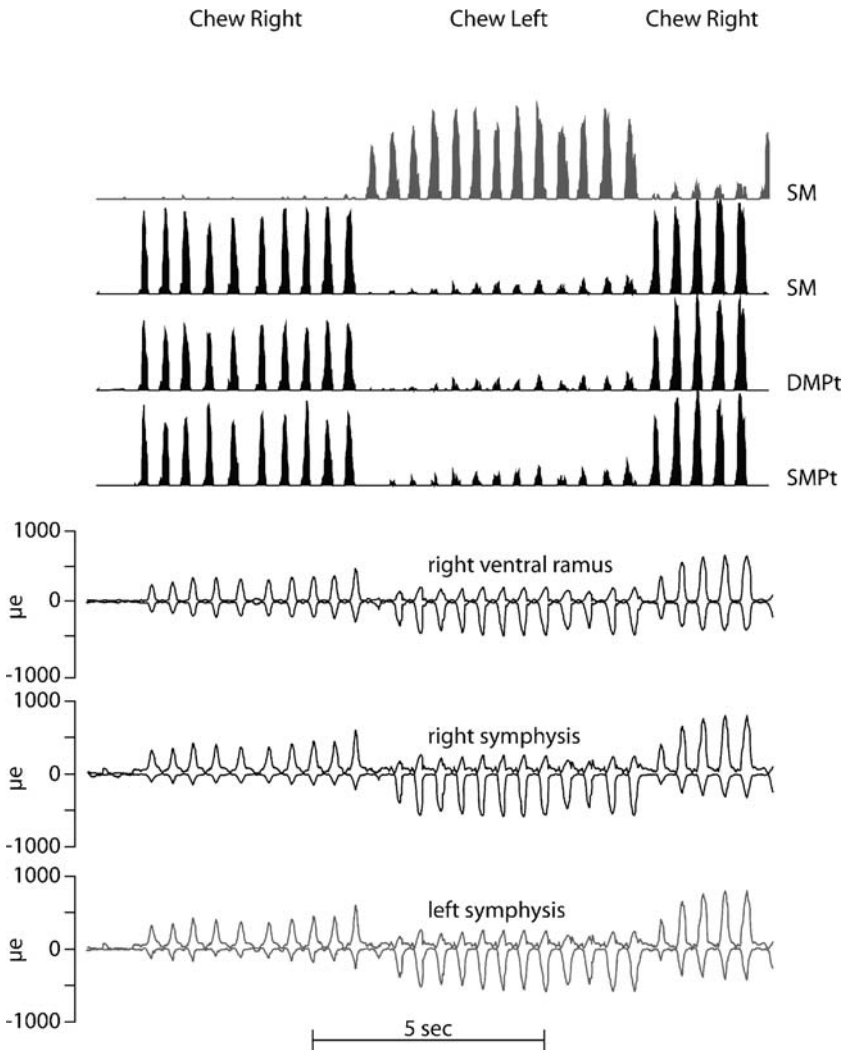 Chew Right Chew Left Chew Right
SM
SM
DMPt
SMPt
1000
right ventral ramus
µe 0
-1000
1000
right symphysis
µe 0
-1000
1000
left symphysis
µe 0
-1000
5 sec